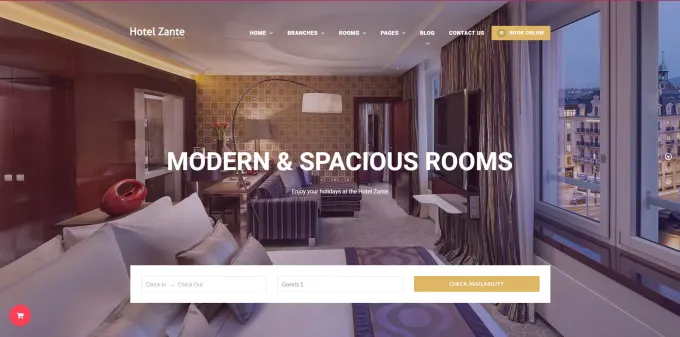 Hotel Zante
HOME BRANCHES ROOMS PAGES BLOG CONTACT US BOOK ONLINE
MODERN & SPACIOUS ROOMS
Enjoy your holidays at the Hotel Zante
Check In → Check Out Guests 1 CHECK AVAILABILITY